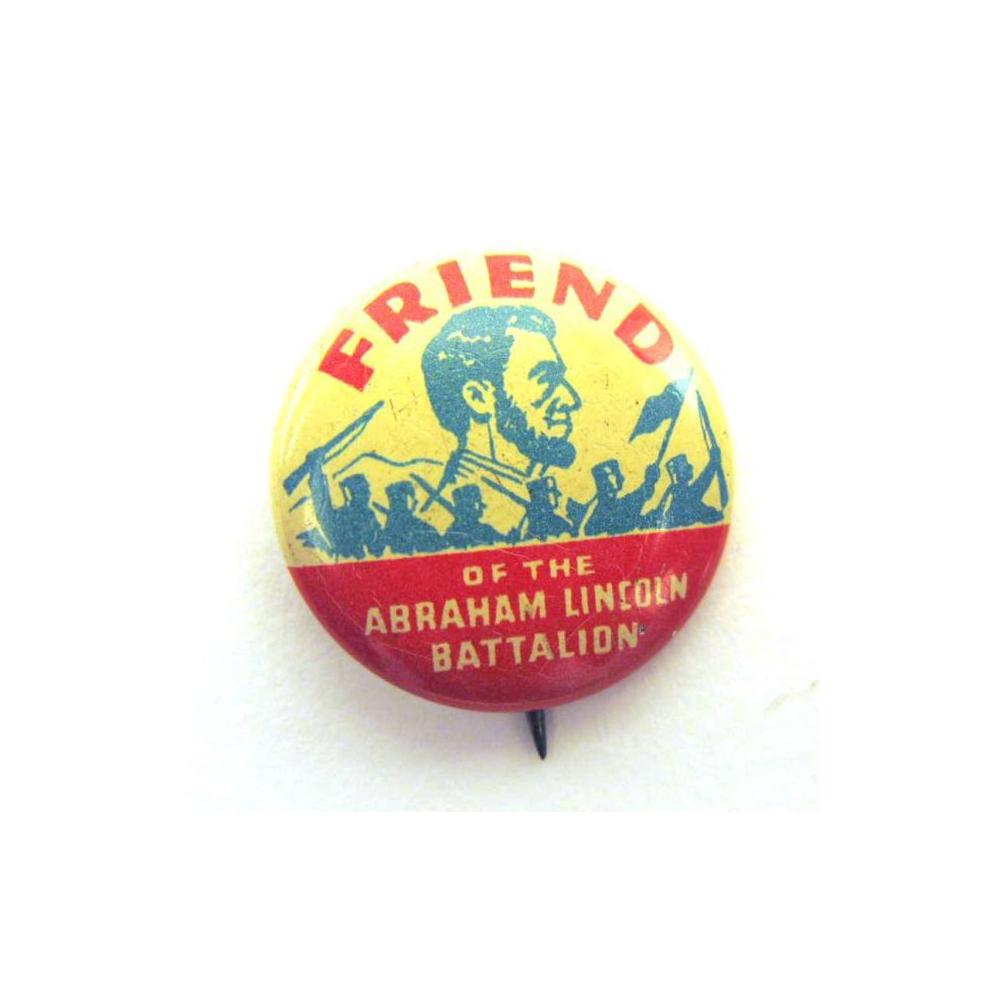 FRIEND
OF THE
ABRAHAM LINCOLN
BATTALION